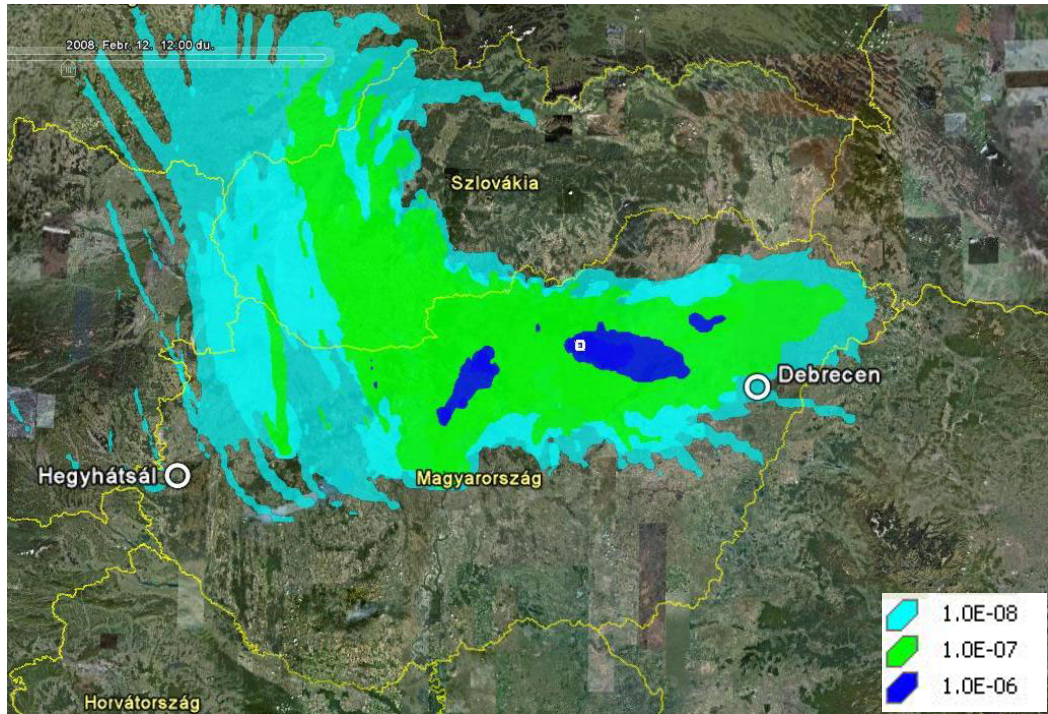 2008. Febr. 12. 12:00 du.
Szlovákia
Debrecen
Hegyhátsál
Magyarország
Horvátország
1.0E-08
1.0E-07
1.0E-06